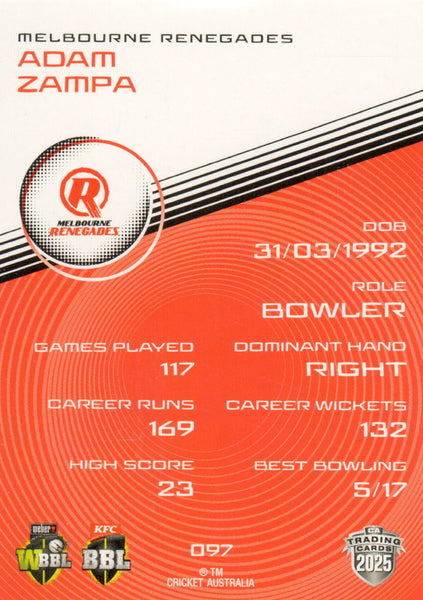 MELBOURNE RENEGADES
ADAM
ZAMPA
R
MELBOURNE
RENEGADES
DOB
31/03/1992
ROLE
BOWLER
GAMES PLAYED
117
DOMINANT HAND
RIGHT
CAREER RUNS
169
CAREER WICKETS
132
HIGH SCORE
23
BEST BOWLING
5/17
weber
WBBL
KFC
BBL
097
® TM
CRICKET AUSTRALIA
CA
TRADING
CARDS
2025